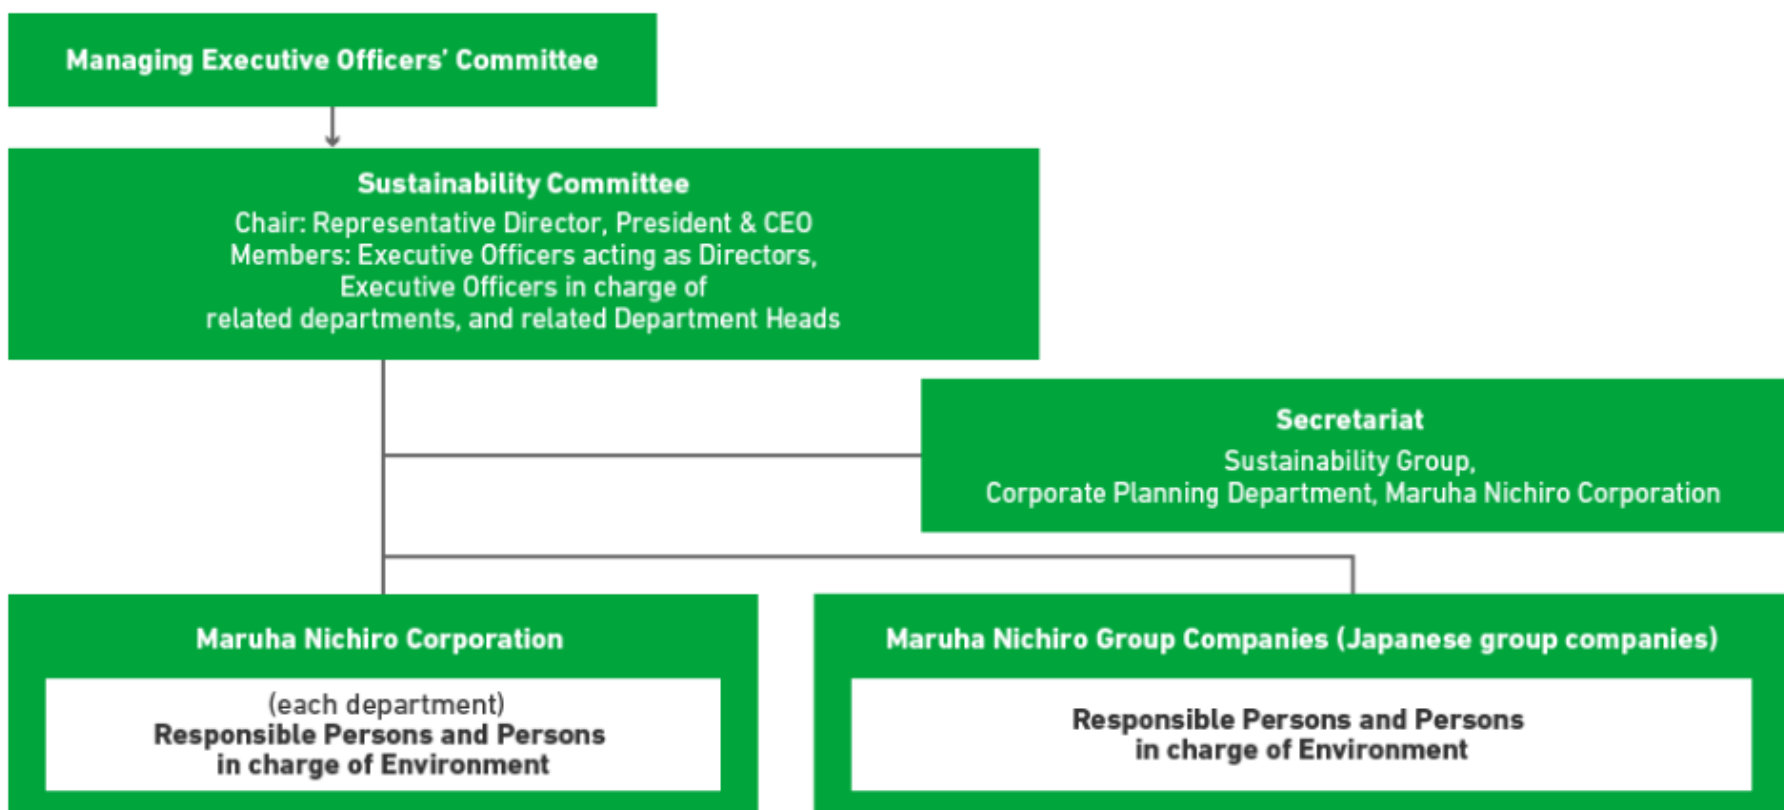 Managing Executive Officers’ Committee
Sustainability Committee
Chair: Representative Director, President & CEO
Members: Executive Officers acting as Directors,
Executive Officers in charge of
related departments, and related Department Heads
Secretariat
Sustainability Group,
Corporate Planning Department, Maruha Nichiro Corporation
Maruha Nichiro Corporation
(each department)
Responsible Persons and Persons
in charge of Environment
Maruha Nichiro Group Companies (Japanese group companies)
Responsible Persons and Persons
in charge of Environment